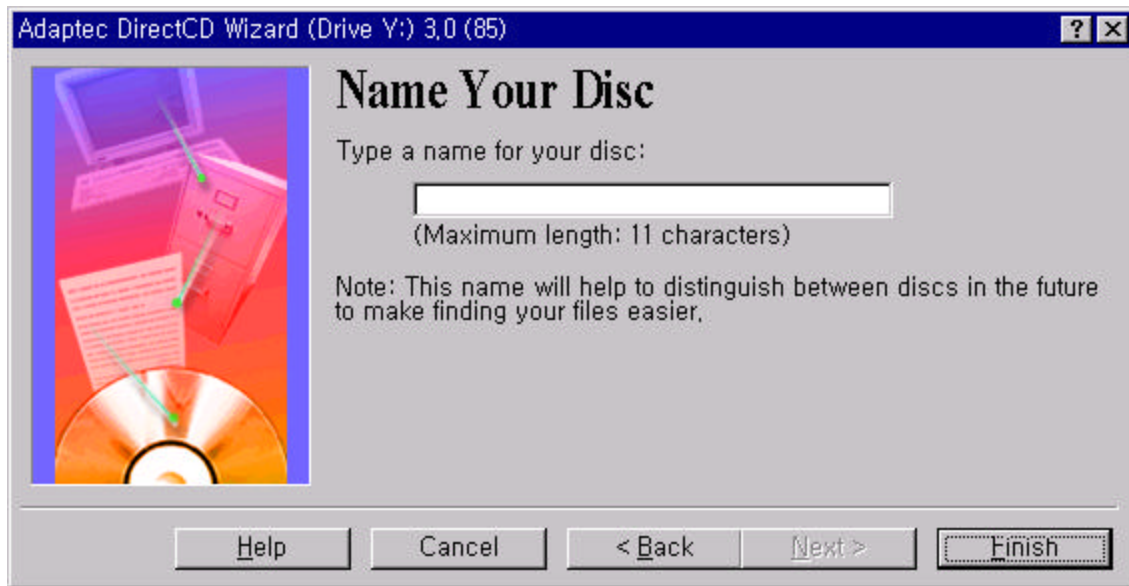 Adaptec DirectCD Wizard (Drive Y:) 3.0 (85)
Name Your Disc
Type a name for your disc:
(Maximum length: 11 characters)
Note: This name will help to distinguish between discs in the future
to make finding your files easier.
Help
Cancel
< Back
Next >
Finish